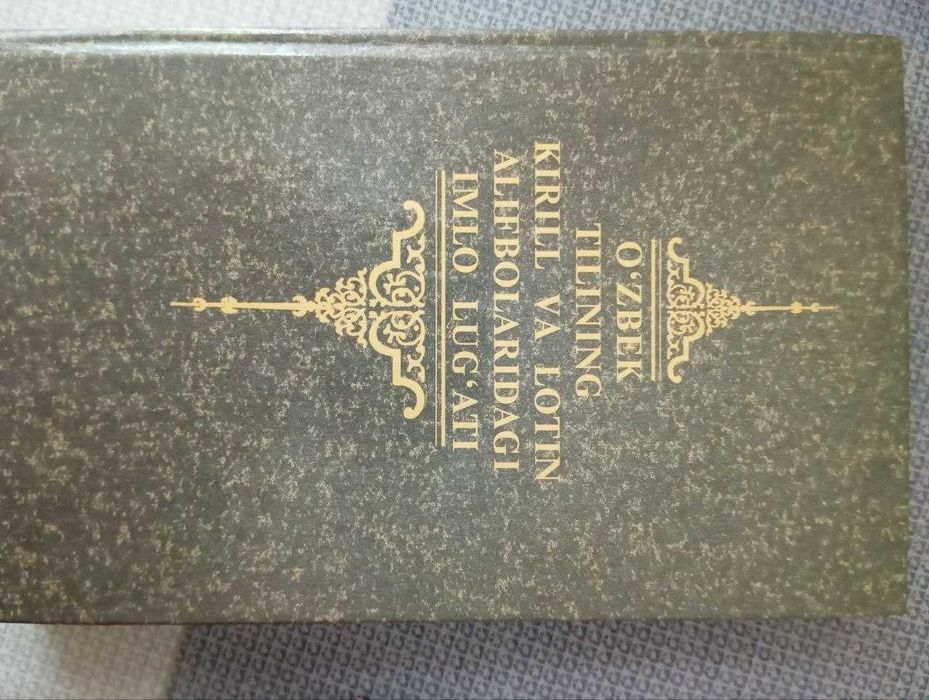 O‘ZBEK
TILINING
KIRILL VA LOTIN
ALIFBOLARIDAGI
IMLO LUG‘ATI